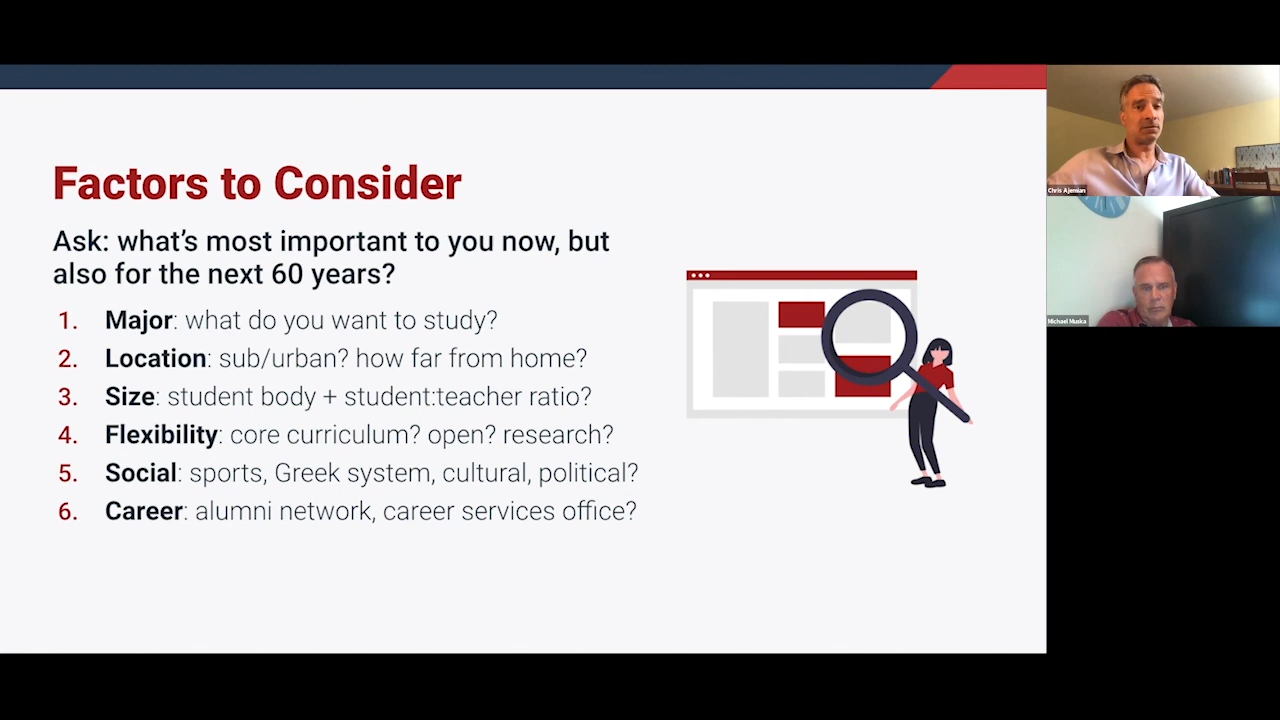 Factors to Consider
Ask: what's most important to you now, but
also for the next 60 years?
1. Major: what do you want to study?
2. Location: sub/urban? how far from home?
3. Size: student body + student:teacher ratio?
4. Flexibility: core curriculum? open? research?
5. Social: sports, Greek system, cultural, political?
6. Career: alumni network, career services office?
Chris Ajemian
Michael Muska